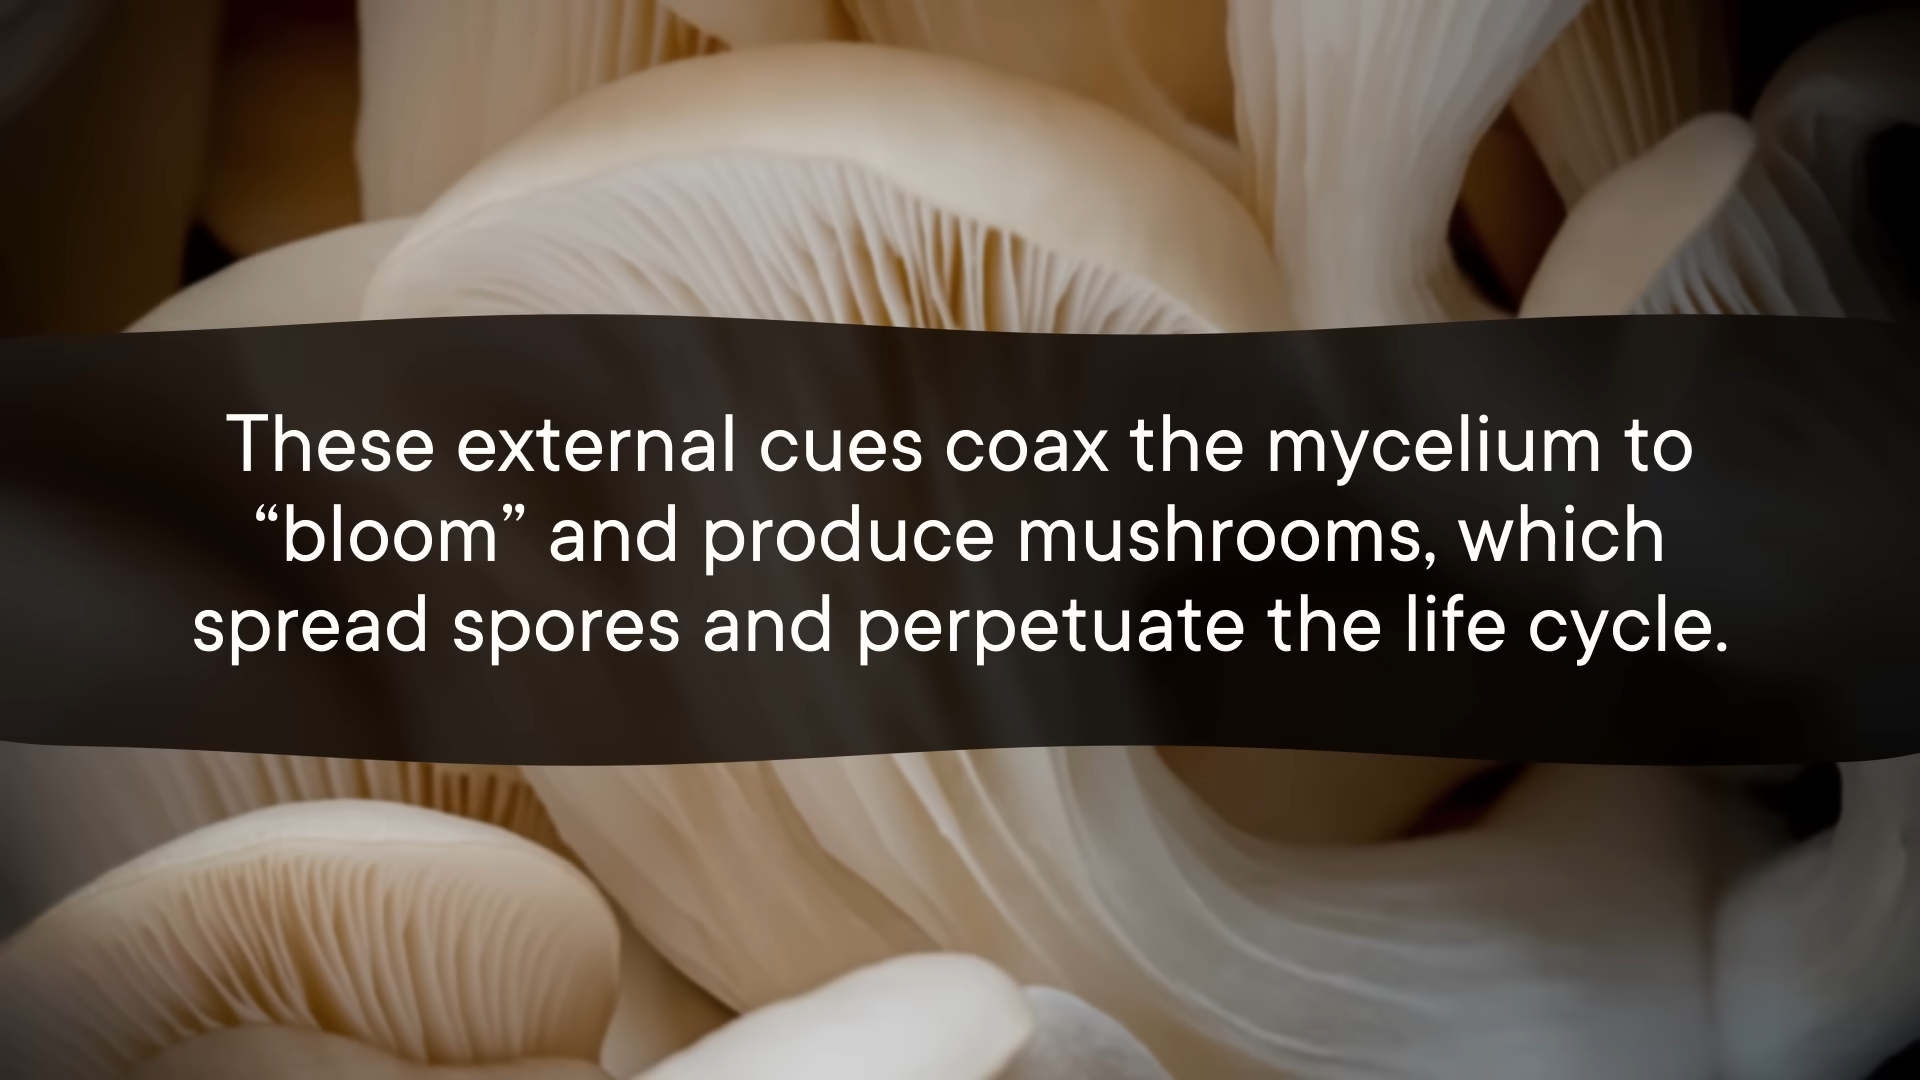 These external cues coax the mycelium to
“bloom” and produce mushrooms, which
spread spores and perpetuate the life cycle.